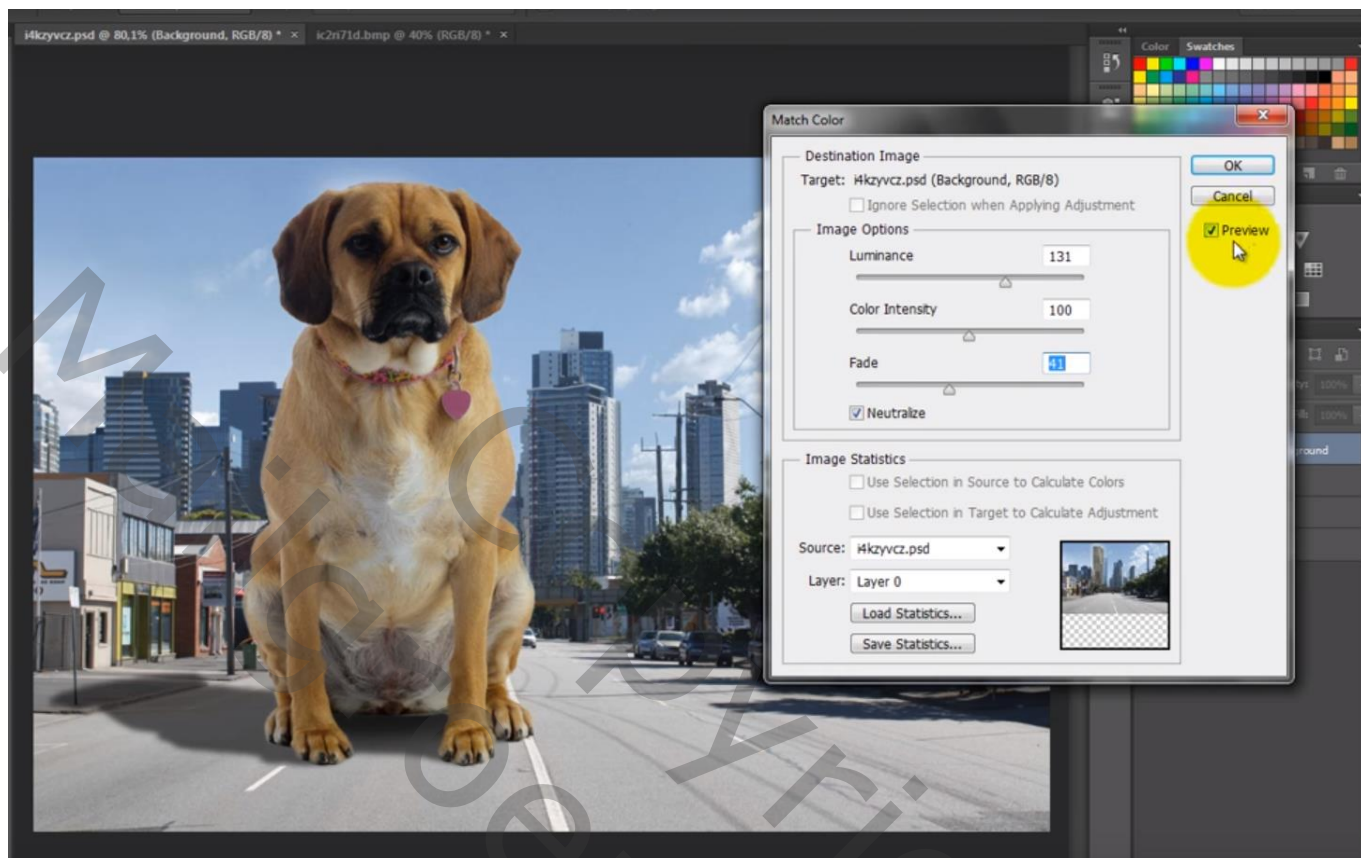 i4kzyvcz.psd @ 80,1% (Background, RGB/8) * × ic2n71d.bmp @ 40% (RGB/8) * ×
Color Swatches
Match Color
Destination Image
Target: i4kzyvcz.psd (Background, RGB/8)
Ignore Selection when Applying Adjustment
Image Options
Luminance 131
Color Intensity 100
Fade 41
Neutralize
OK
Cancel
Preview
Image Statistics
Use Selection in Source to Calculate Colors
Use Selection in Target to Calculate Adjustment
Source: i4kzyvcz.psd
Layer: Layer 0
Load Statistics...
Save Statistics...
100%
100%